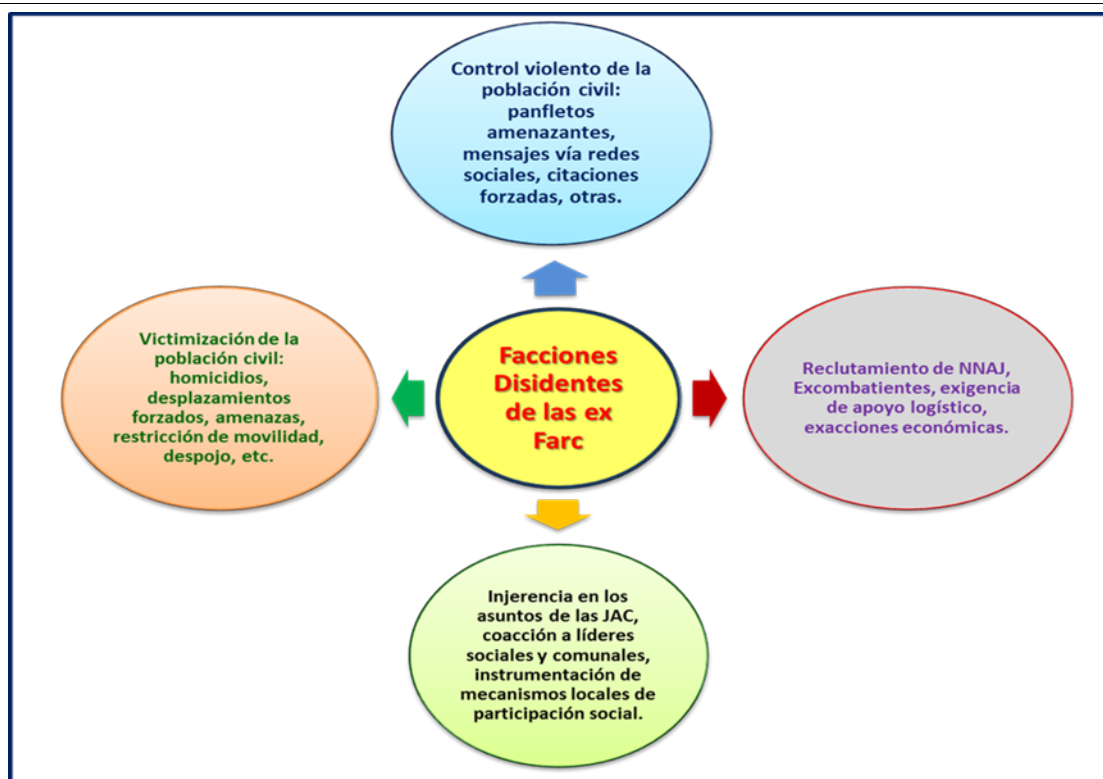 Control violento de la
población civil:
panfletos
amenazantes,
mensajes vía redes
sociales, citaciones
forzadas, otras.
Victimización de la
población civil:
homicidios,
desplazamientos
forzados, amenazas,
restricción de movilidad,
despojo, etc.
Facciones
Disidentes
de las ex
Farc
Reclutamiento de NNAJ,
Excombatientes, exigencia
de apoyo logístico,
exacciones económicas.
Injerencia en los
asuntos de las JAC,
coacción a líderes
sociales y comunales,
instrumentación de
mecanismos locales de
participación social.